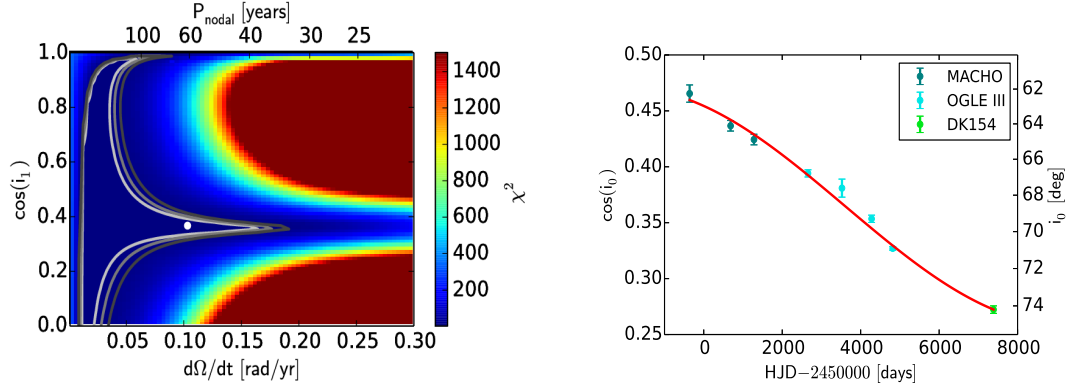 P_nodal [years]
100 60 40 30 25
1.0
0.8
0.6
0.4
0.2
0.0
cos(i_1)
0.05 0.10 0.15 0.20 0.25 0.30
dΩ/dt [rad/yr]
1400
1200
1000
800
600
400
200
χ^2
0.50
0.45
0.40
0.35
0.30
0.25
cos(i_0)
MACHO
OGLE III
DK154
62
64
66
68
70
72
74
i_0 [deg]
0 2000 4000 6000 8000
HJD−2450000 [days]